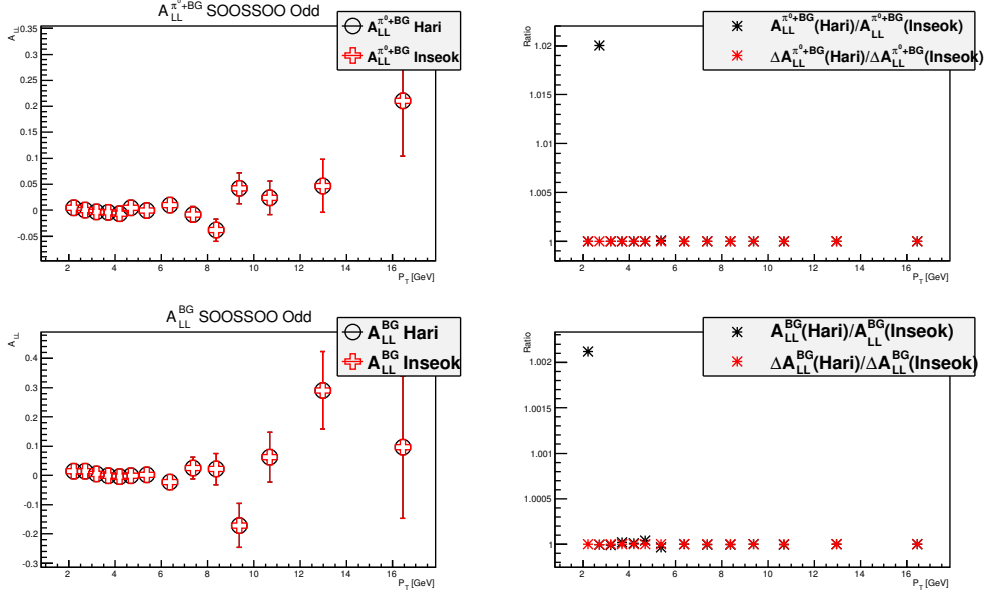 A_LL^π⁰+BG SOOSSOO Odd
A_LL
0.35
0.3
0.25
0.2
0.15
0.1
0.05
0
-0.05
2 4 6 8 10 12 14 16
P_T [GeV]
A_LL^π⁰+BG Hari
A_LL^π⁰+BG Inseok
Ratio
1.02
1.015
1.01
1.005
1
2 4 6 8 10 12 14 16
P_T [GeV]
A_LL^π⁰+BG(Hari)/A_LL^π⁰+BG(Inseok)
ΔA_LL^π⁰+BG(Hari)/ΔA_LL^π⁰+BG(Inseok)
A_LL^BG SOOSSOO Odd
A_LL
0.4
0.3
0.2
0.1
0
-0.1
-0.2
-0.3
2 4 6 8 10 12 14 16
P_T [GeV]
A_LL^BG Hari
A_LL^BG Inseok
Ratio
1.002
1.0015
1.001
1.0005
1
2 4 6 8 10 12 14 16
P_T [GeV]
A_LL^BG(Hari)/A_LL^BG(Inseok)
ΔA_LL^BG(Hari)/ΔA_LL^BG(Inseok)